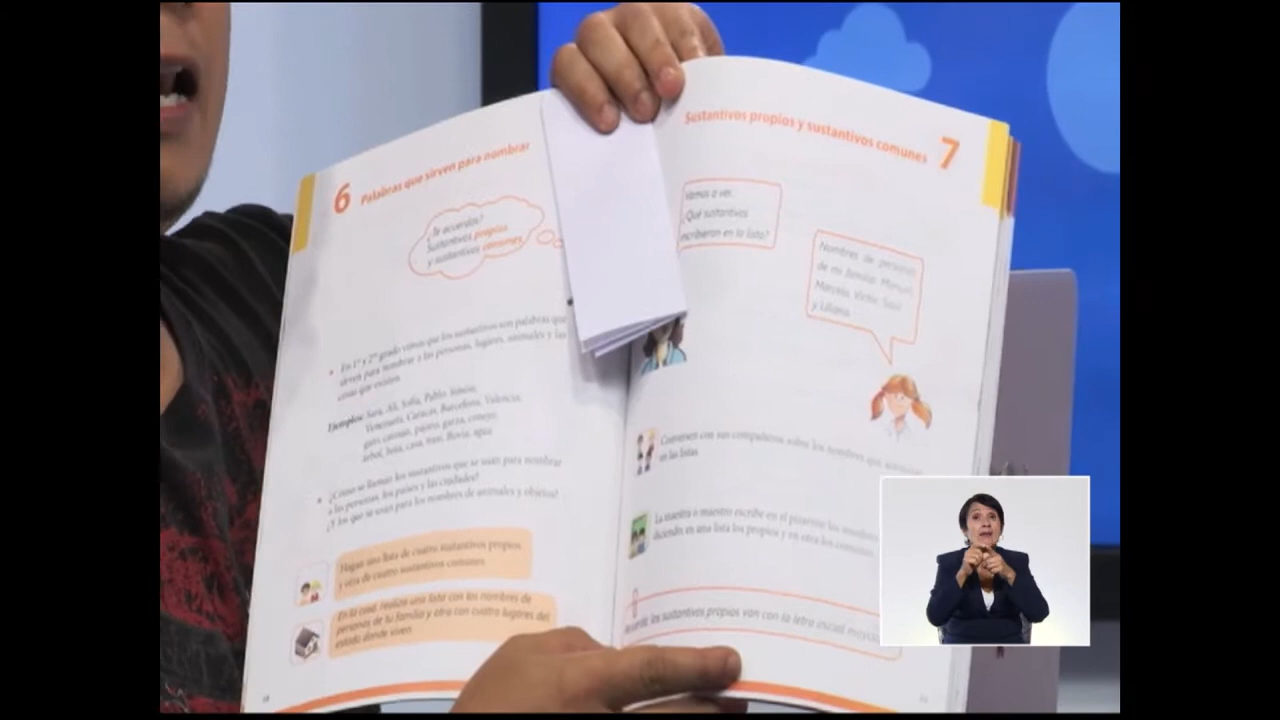 6 Palabras que sirven para nombrar
¿Te acuerdas?
Sustantivos propios
y sustantivos comunes
• En 1º y 2º grado vimos que los sustantivos son palabras que
sirven para nombrar a las personas, lugares, animales y las
cosas que existen.
Ejemplos: Sara, Alí, Sofía, Pablo, Simón,
Venezuela, Caracas, Barcelona, Valencia,
gato, caimán, pájaro, garza, conejo,
árbol, bota, casa, taxi, lluvia, agua
• ¿Cómo se llaman los sustantivos que se usan para nombrar
a las personas, los países y las ciudades?
¿Y los que se usan para los nombres de animales y objetos?
Hagan una lista de cuatro sustantivos propios
y otra de cuatro sustantivos comunes.
En tu casa, realiza una lista con los nombres de
personas de tu familia y otra con cuatro lugares del
estado donde viven.
Sustantivos propios y sustantivos comunes 7
Vamos a ver.
¿Qué sustantivos
escribieron en la lista?
Nombres de personas
de mi familia: Manuel,
Marcela, Víctor, Saúl
y Liliana.
Conversen con sus compañeros sobre los nombres que
en las listas.
La maestra o maestro escribe en el pizarrón los nombres
diciendo en una lista los propios y en otra los comunes.
los sustantivos propios van con la letra inicial